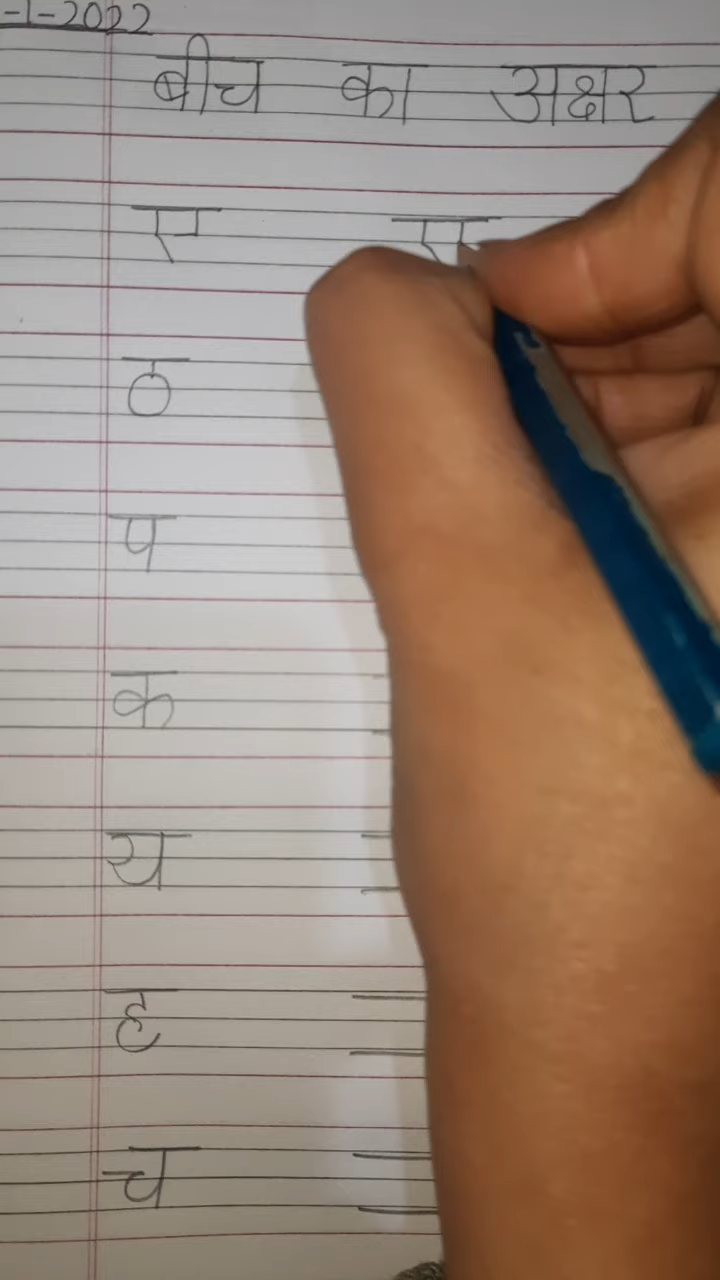 -1-2022
बीच का अक्षर
ए ए
ठ
प
क
य
ह
च